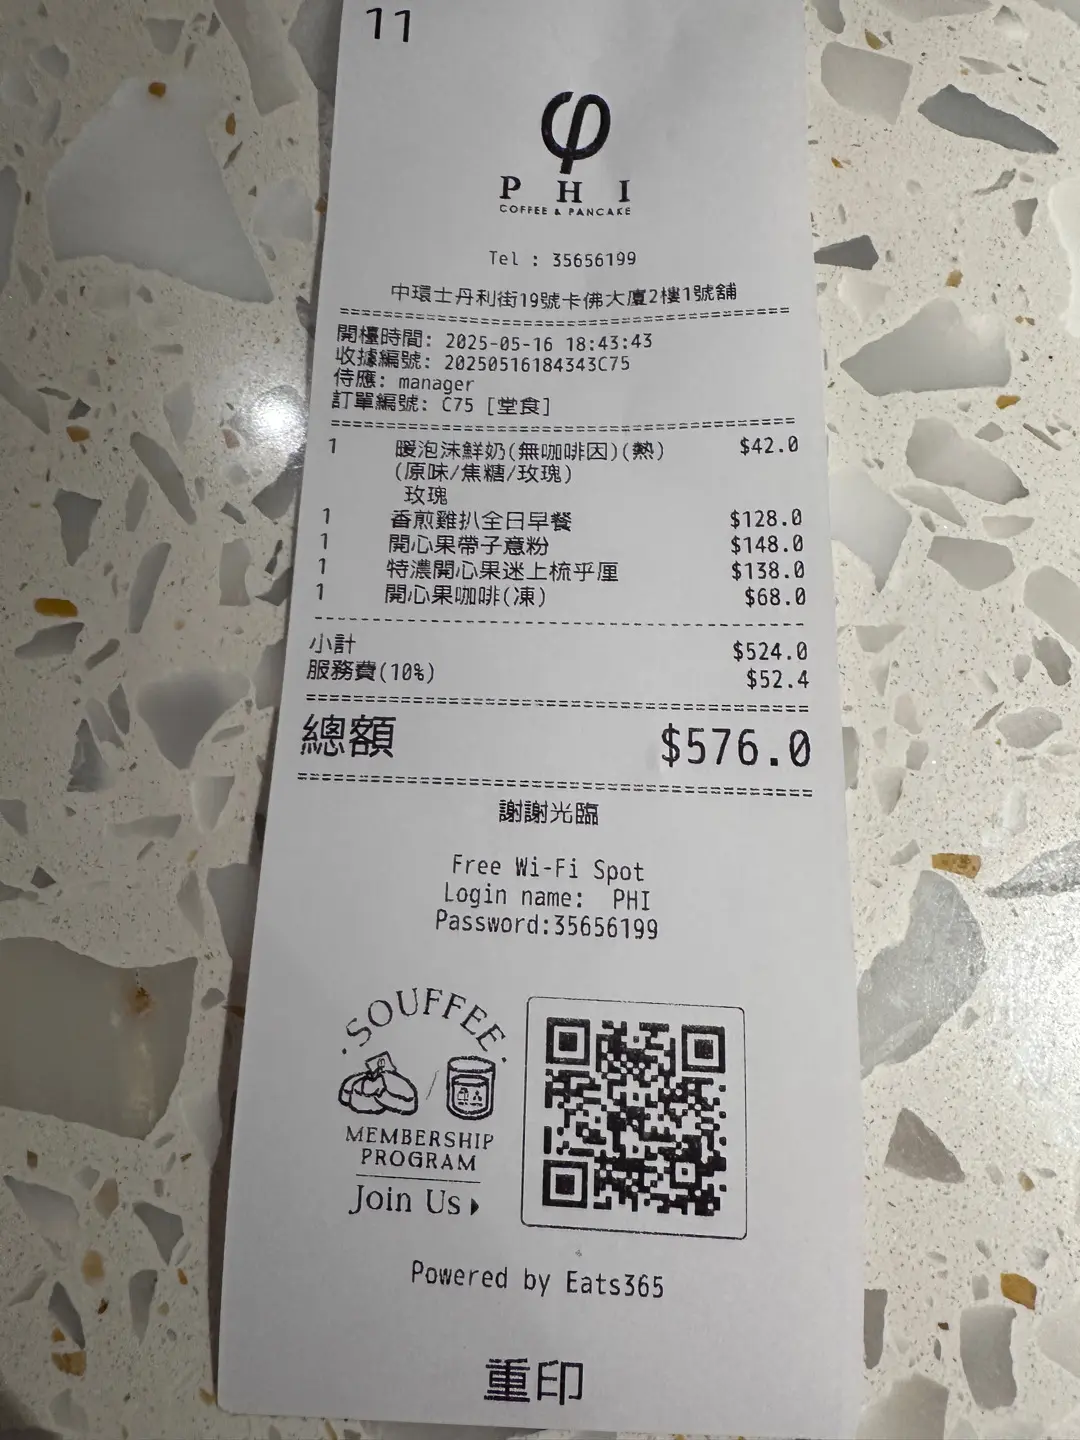 11
φ
P H I
COFFEE & PANCAKE
Tel : 35656199
中環士丹利街19號卡佛大廈2樓1號舖
開檯時間: 2025-05-16 18:43:43
收據編號: 20250516184343C75
侍應: manager
訂單編號: C75 [堂食]
1 暖泡沫鮮奶(無咖啡因)(熱) $42.0
(原味/焦糖/玫瑰)
玫瑰
1 香煎雞扒全日早餐 $128.0
1 開心果帶子意粉 $148.0
1 特濃開心果迷上梳乎厘 $138.0
1 開心果咖啡(凍) $68.0
小計 $524.0
服務費(10%) $52.4
總額 $576.0
謝謝光臨
Free Wi-Fi Spot
Login name: PHI
Password:35656199
·SOUFFEE·
MEMBERSHIP
PROGRAM
Join Us
Powered by Eats365
重印